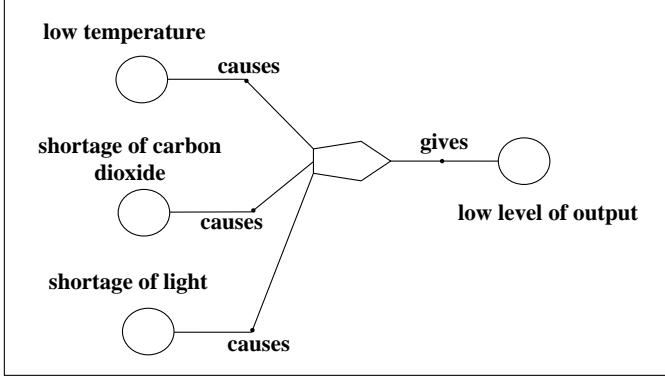 low temperature
causes
shortage of carbon
dioxide
causes
gives
low level of output
shortage of light
causes